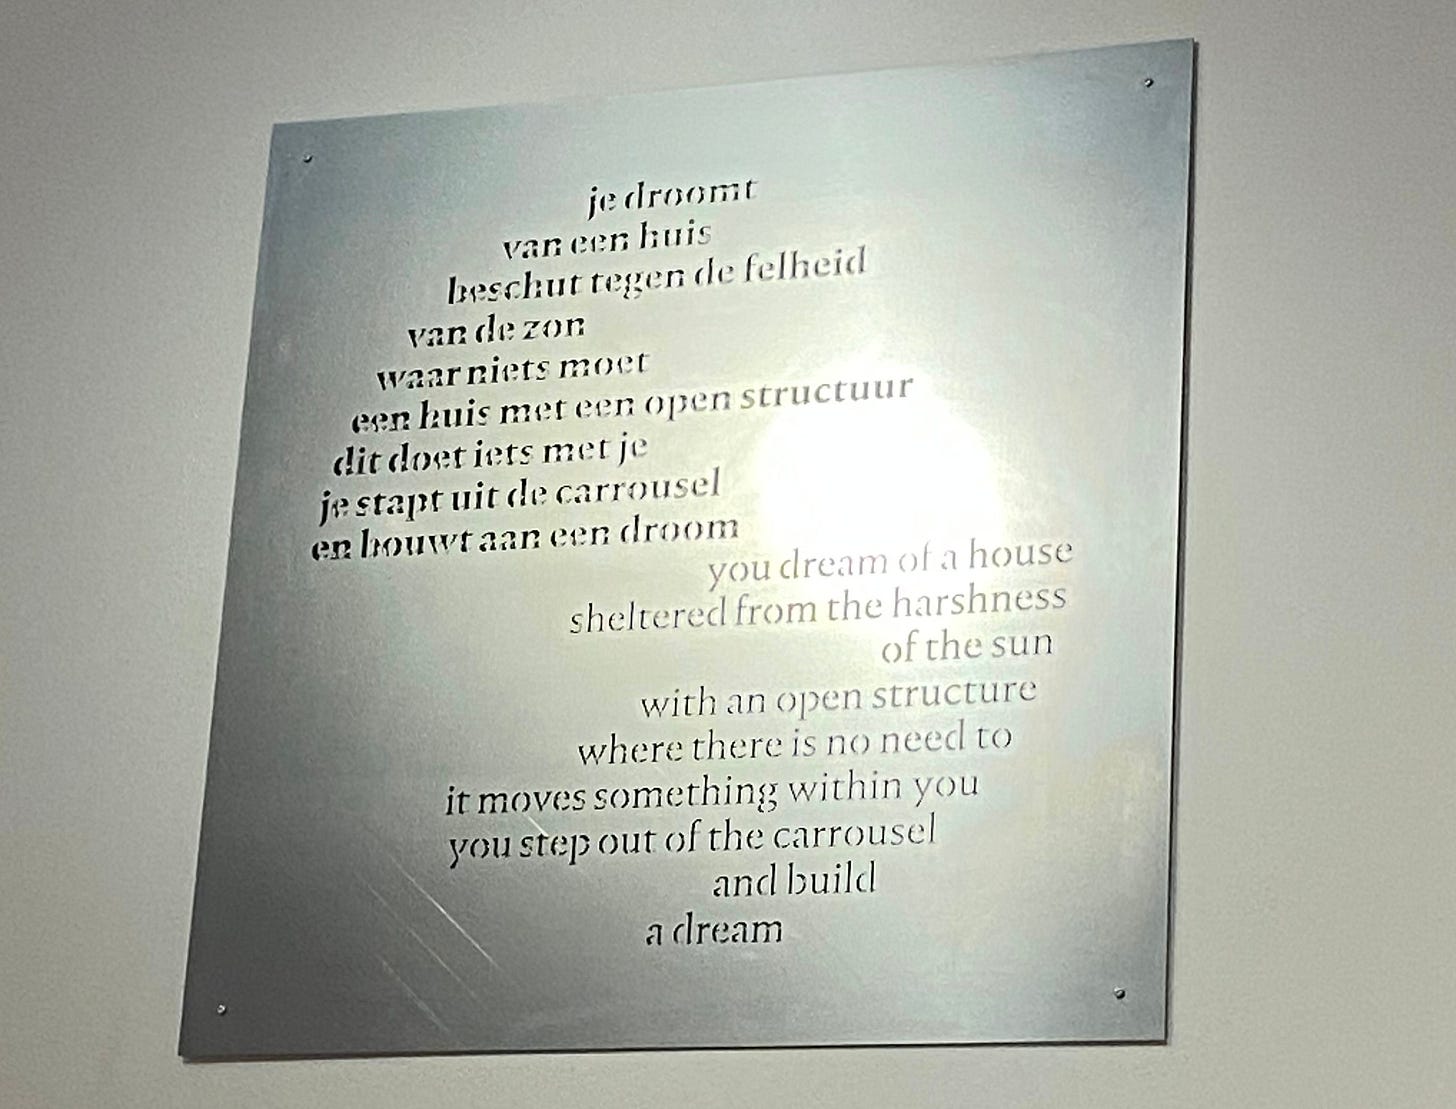 je droomt
van een huis
beschut tegen de felheid
van de zon
waar niets moet
een huis met een open structuur
dit doet iets met je
je stapt uit de carrousel
en bouwt aan een droom
you dream of a house
sheltered from the harshness
of the sun
with an open structure
where there is no need to
it moves something within you
you step out of the carrousel
and build
a dream